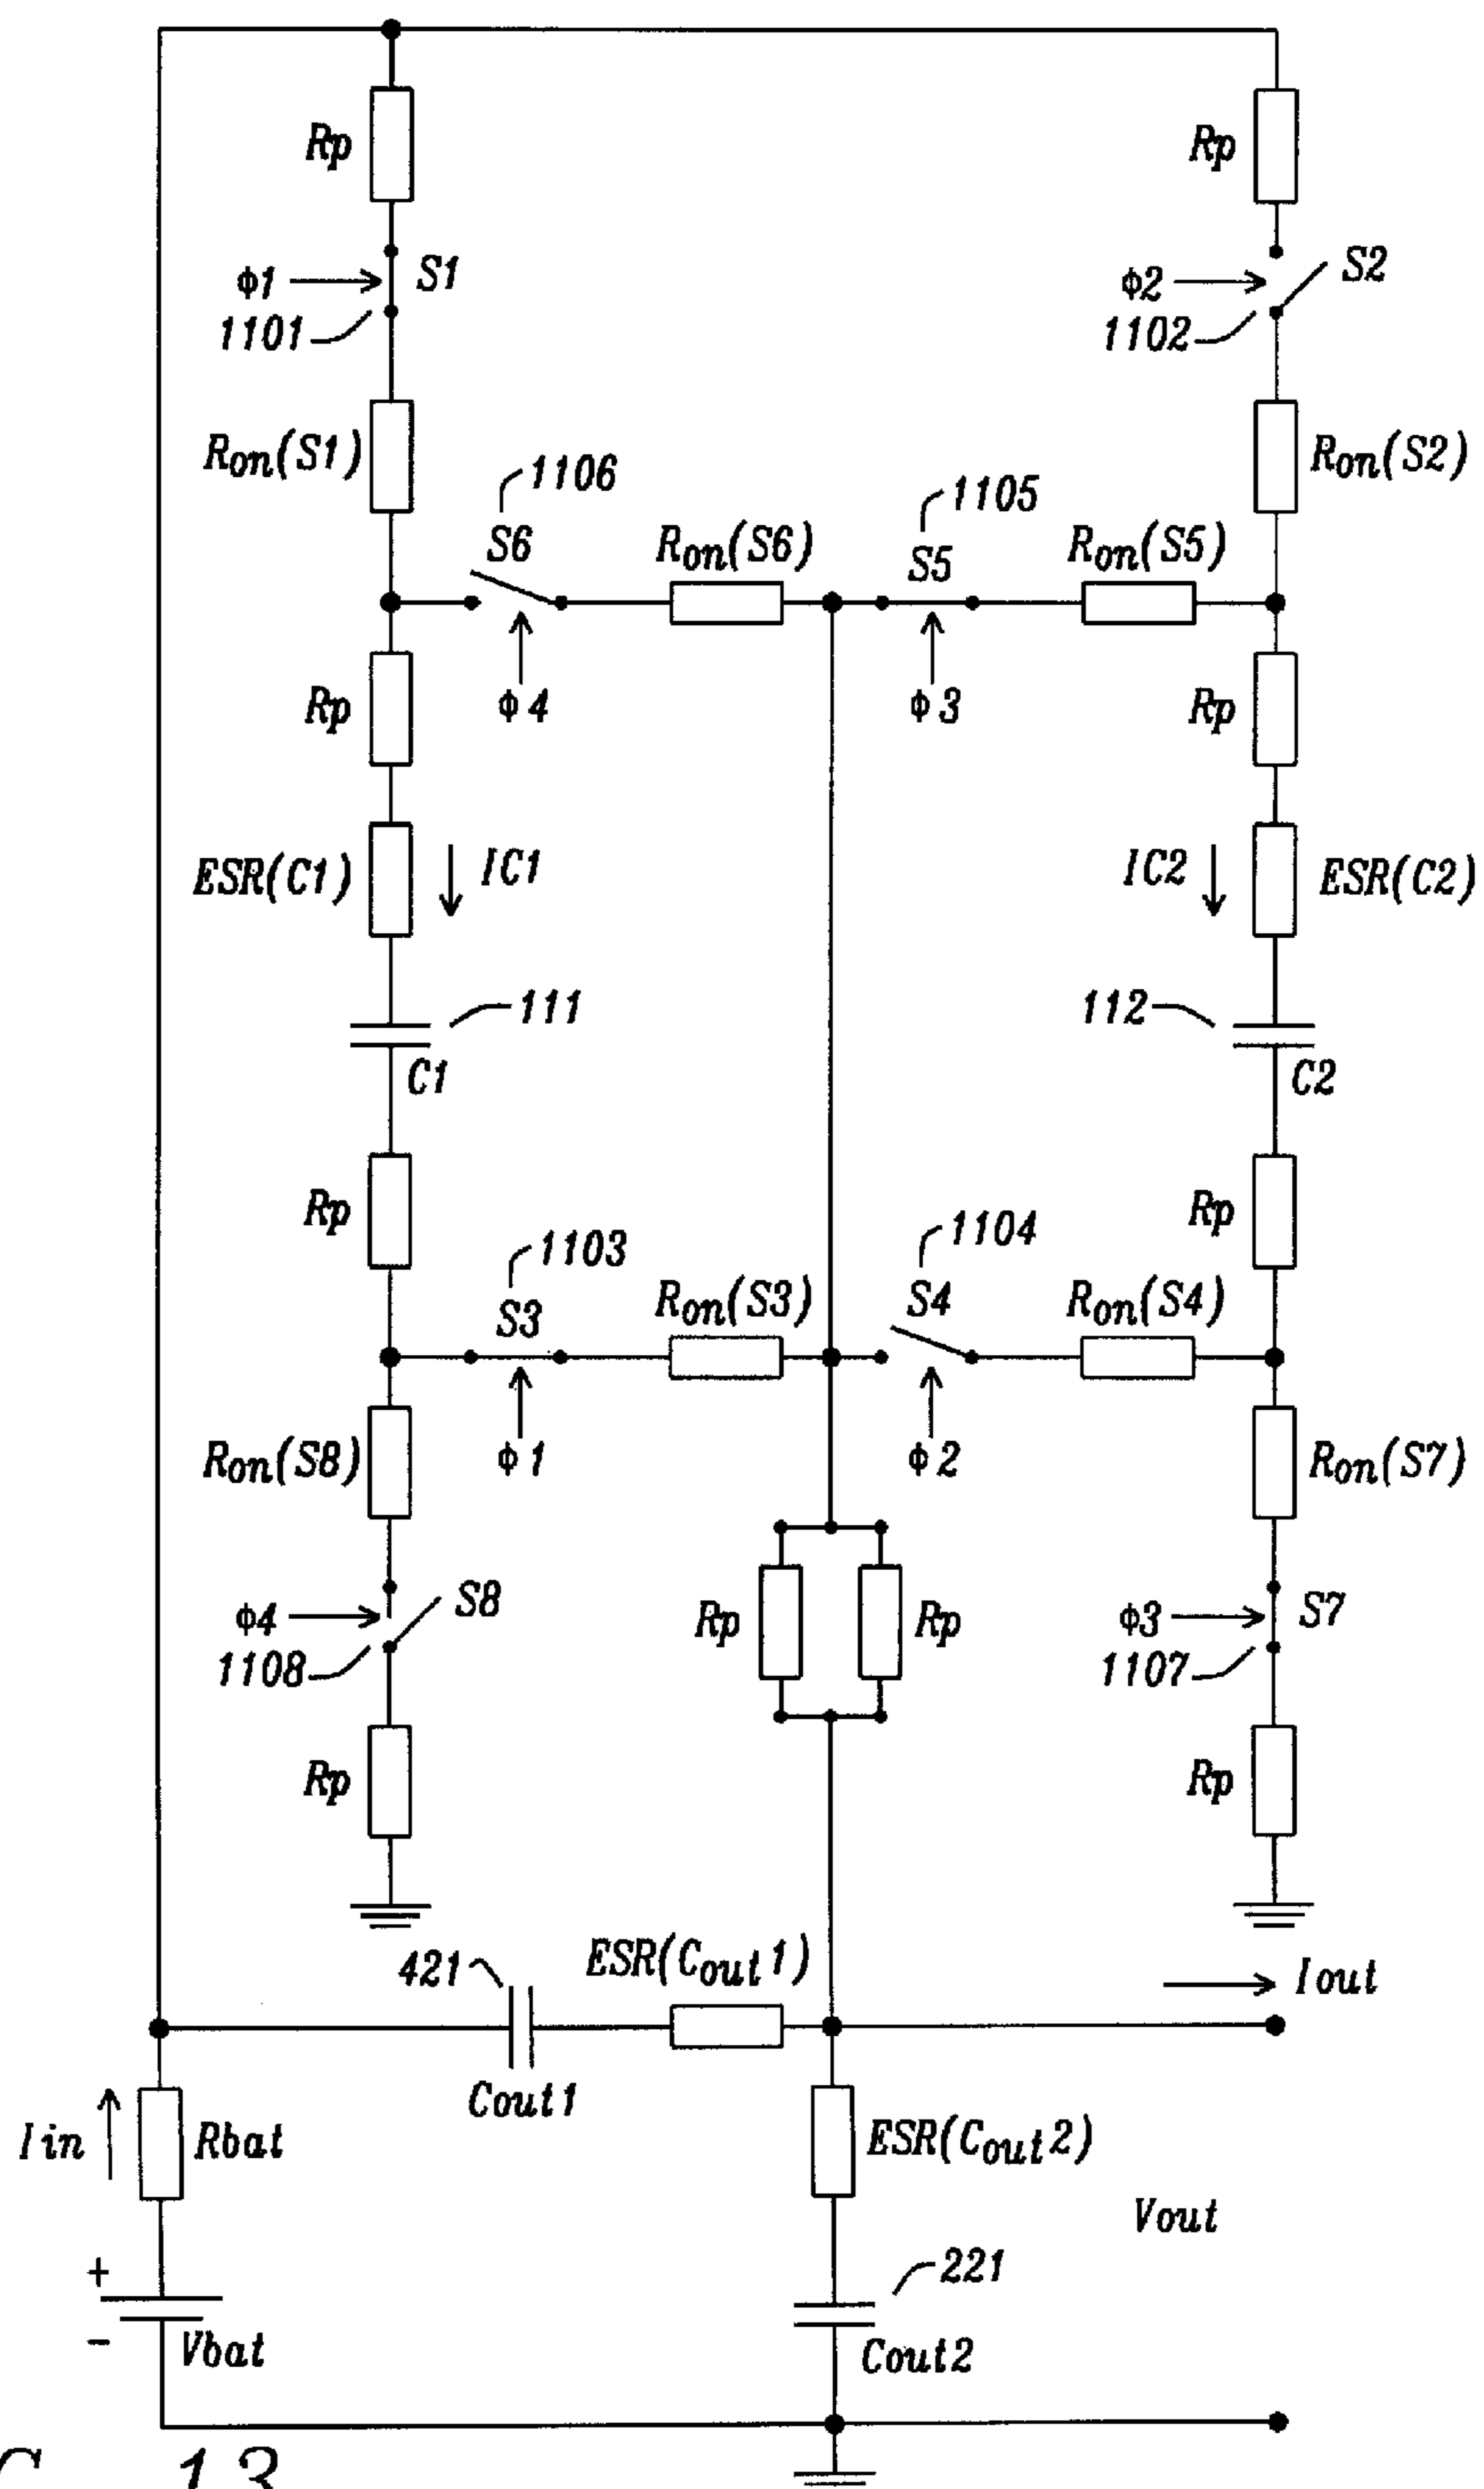 Rp
Rp
ϕ1
S1
1101
ϕ2
S2
1102
Ron(S1)
Ron(S2)
1106
S6
Ron(S6)
1105
S5
Ron(S5)
Rp
ϕ4
ϕ3
Rp
ESR(C1)
IC1
IC2
ESR(C2)
111
C1
112
C2
Rp
Rp
1103
S3
Ron(S3)
1104
S4
Ron(S4)
Ron(S8)
ϕ1
ϕ2
Ron(S7)
ϕ4
S8
1108
Rp
Rp
ϕ3
S7
1107
Rp
Rp
421
ESR(Cout1)
Iout
Cout1
Iin
Rbat
ESR(Cout2)
Vout
221
+
-
Vbat
Cout2
13